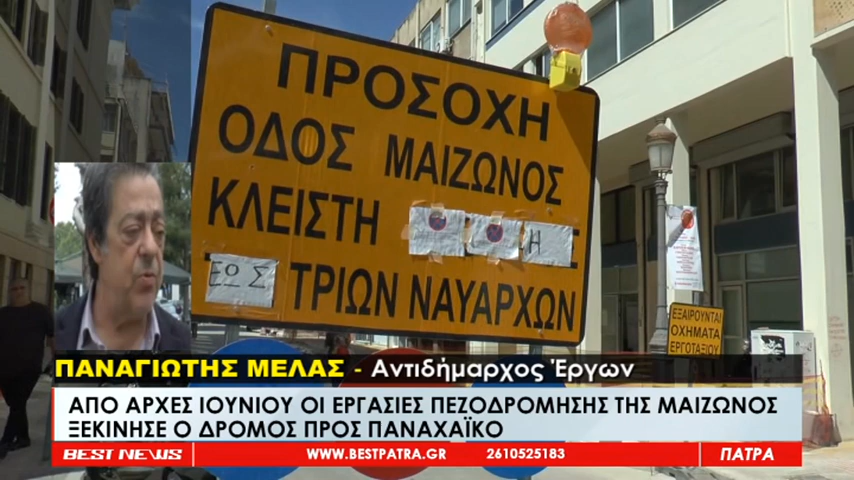 ΠΡΟΣΟΧΗ
ΟΔΟΣ ΜΑΙΖΩΝΟΣ
ΚΛΕΙΣΤΗ
Η
ΕΩΣ ΤΡΙΩΝ ΝΑΥΑΡΧΩΝ
ΕΞΑΙΡΟΥΝΤΑΙ
ΟΧΗΜΑΤΑ
ΕΡΓΟΤΑΞΙΟΥ
ΠΑΝΑΓΙΩΤΗΣ ΜΕΛΑΣ - Αντιδήμαρχος Έργων
ΑΠΟ ΑΡΧΕΣ ΙΟΥΝΙΟΥ ΟΙ ΕΡΓΑΣΙΕΣ ΠΕΖΟΔΡΟΜΗΣΗΣ ΤΗΣ ΜΑΙΖΩΝΟΣ
ΞΕΚΙΝΗΣΕ Ο ΔΡΟΜΟΣ ΠΡΟΣ ΠΑΝΑΧΑΪΚΟ
BEST NEWS WWW.BESTPATRA.GR 2610525183 ΠΑΤΡΑ